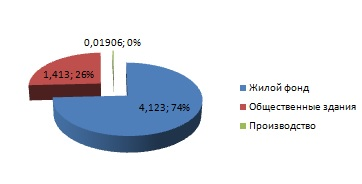 0,01906; 0%
1,413; 26%
4,123; 74%
Жилой фонд
Общественные здания
Производство